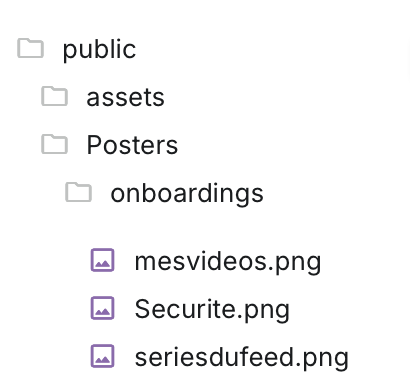 public
assets
Posters
onboardings
mesvideos.png
Securite.png
seriesdufeed.png